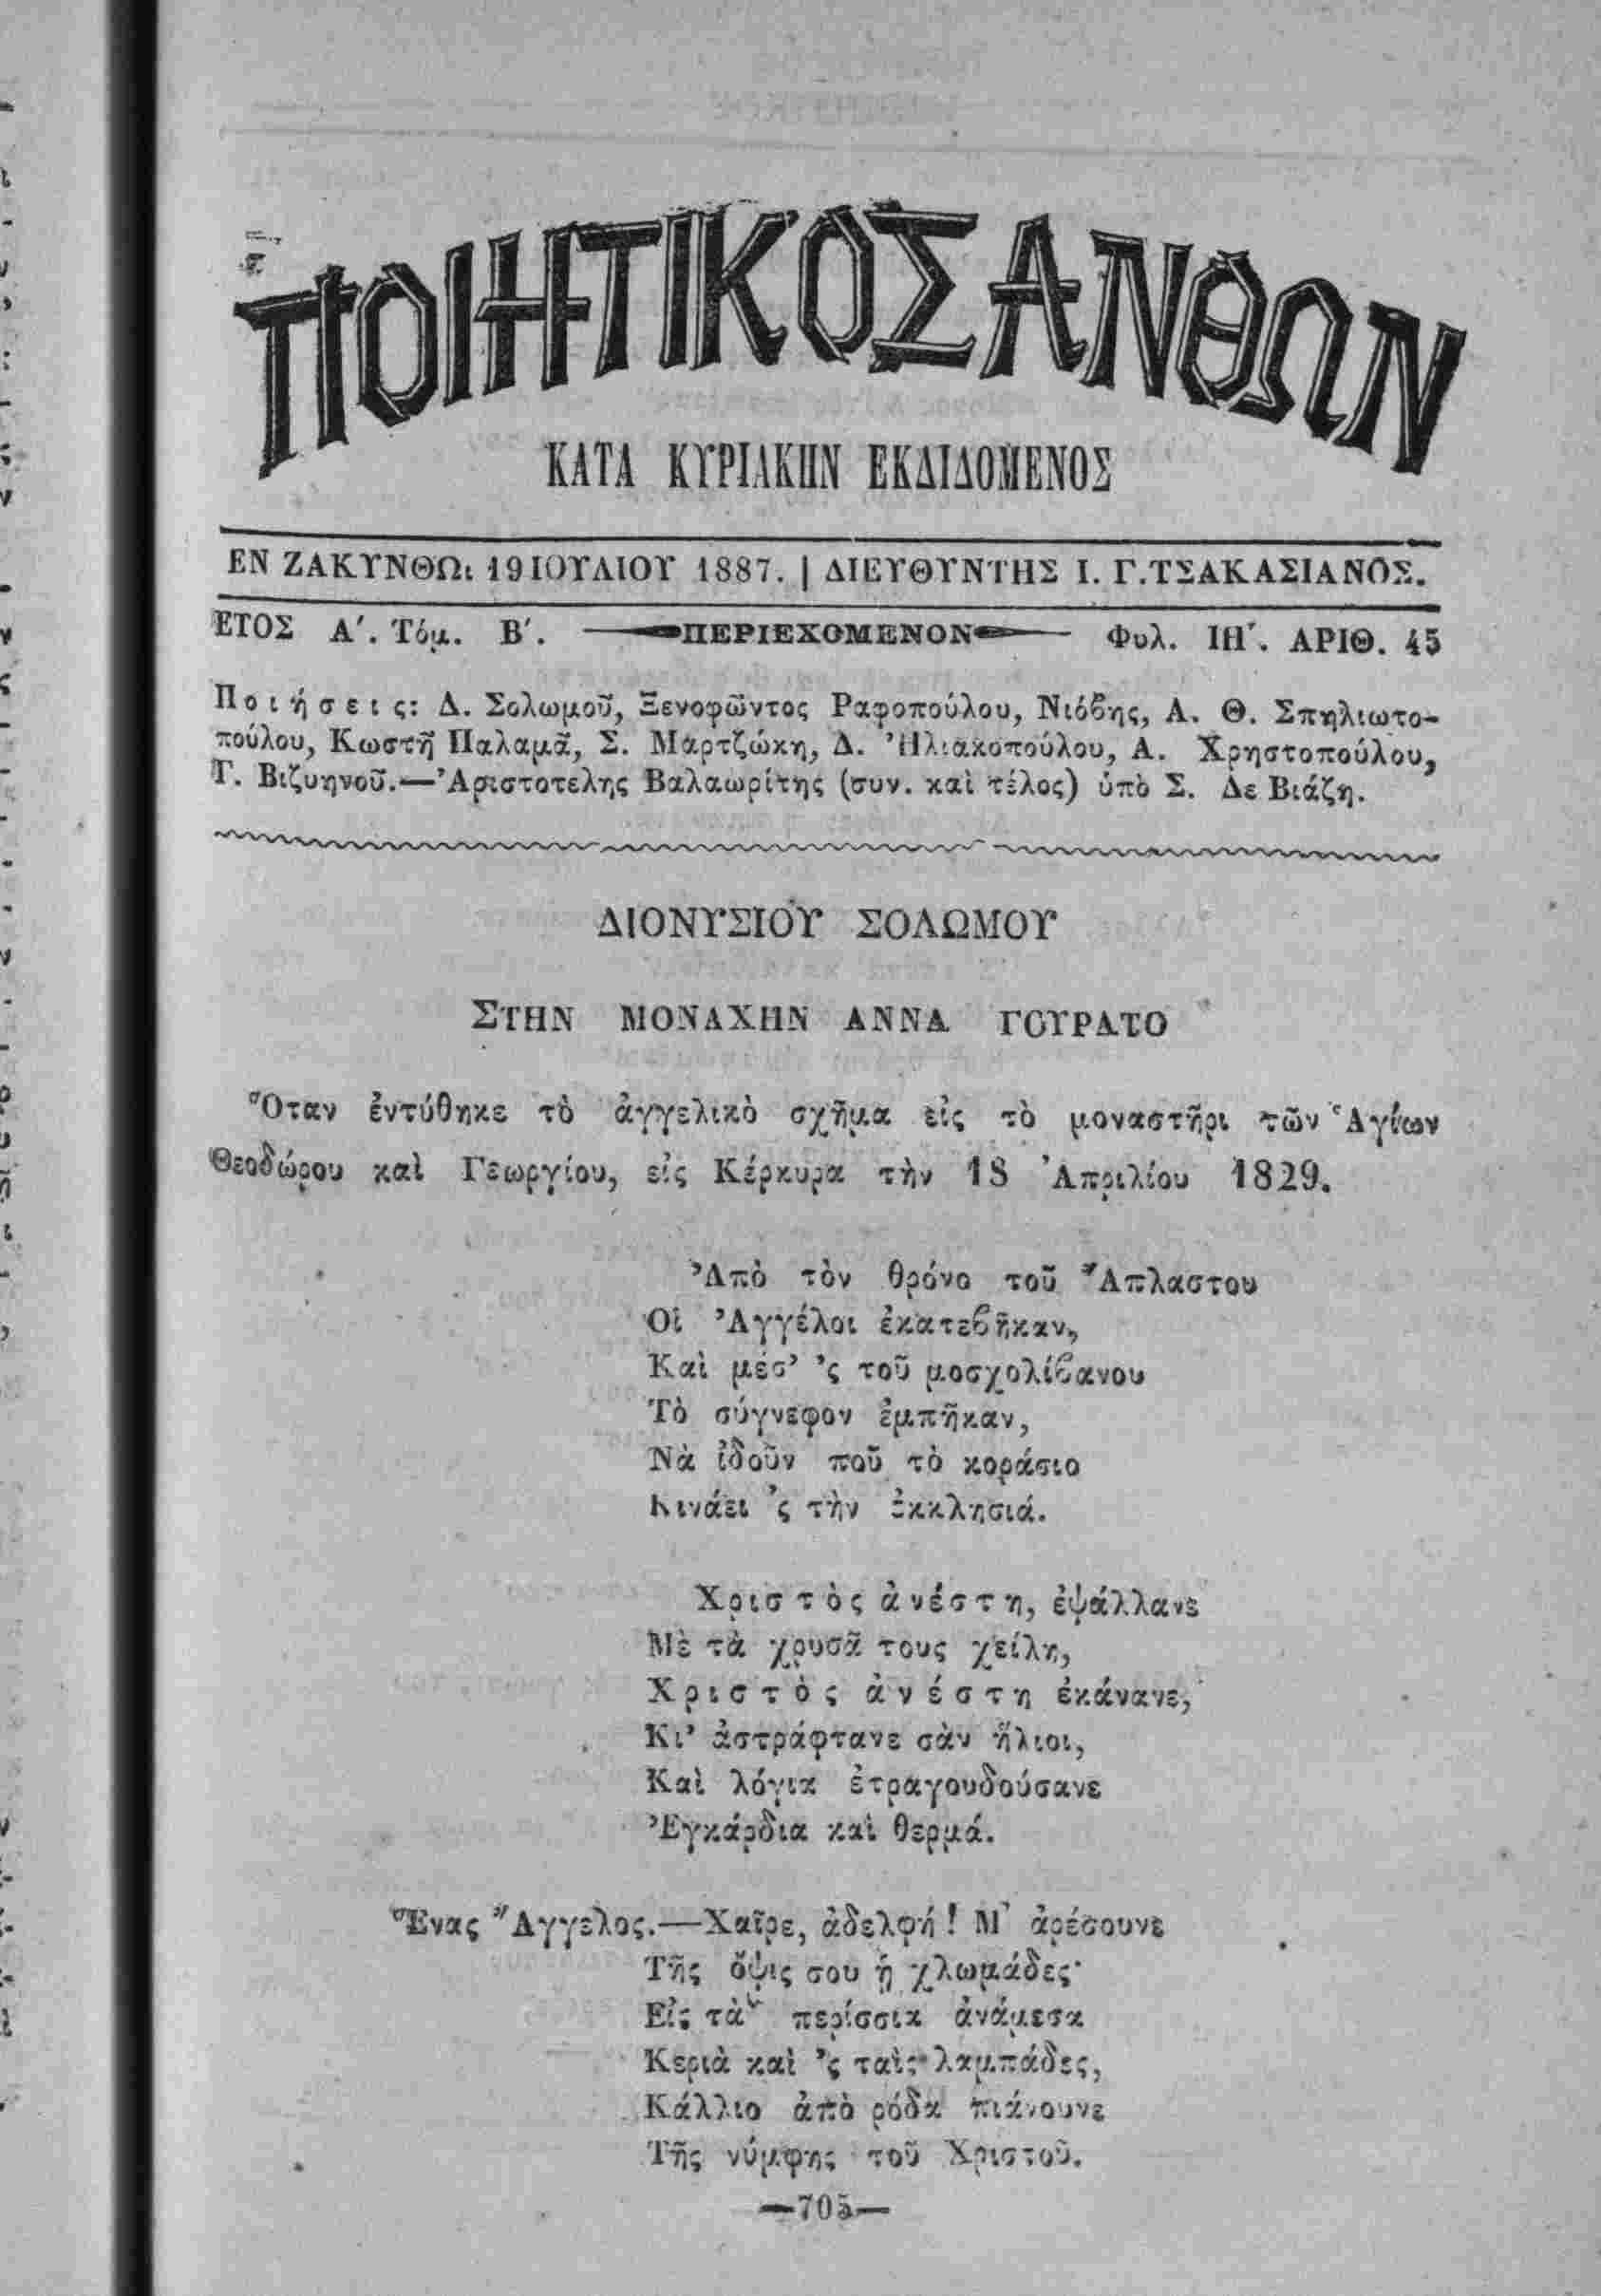 ΠΟΙΗΤΙΚΟΣ ΑΝΘΩΝ
ΚΑΤΑ ΚΥΡΙΑΚΗΝ ΕΚΔΙΔΟΜΕΝΟΣ
ΕΝ ΖΑΚΥΝΘΩι 19 ΙΟΥΛΙΟΥ 1887. | ΔΙΕΥΘΥΝΤΗΣ Ι. Γ. ΤΣΑΚΑΣΙΑΝΟΣ.
ΕΤΟΣ Α΄. Τόμ. Β΄. —ΠΕΡΙΕΧΟΜΕΝΟΝ— Φυλ. ΙΗ΄. ΑΡΙΘ. 45
Ποιήσεις: Δ. Σολωμοῦ, Ξενοφῶντος Ραφοπούλου, Νιόβης, Α. Θ. Σπηλιωτο-
πούλου, Κωστῆ Παλαμᾶ, Σ. Μαρτζώκη, Δ. Ἠλιακοπούλου, Α. Χρηστοπούλου,
Γ. Βιζυηνοῦ.—Ἀριστοτελης Βαλαωρίτης (συν. καὶ τέλος) ὑπὸ Σ. Δε Βιάζη.
ΔΙΟΝΥΣΙΟΥ ΣΟΛΩΜΟΥ
ΣΤΗΝ ΜΟΝΑΧΗΝ ΑΝΝΑ ΓΟΥΡΑΤΟ
Ὅταν ἐντύθηκε τὸ ἀγγελικὸ σχῆμα εἰς τὸ μοναστῆρι τῶν Ἁγίων
Θεοδώρου καὶ Γεωργίου, εἰς Κέρκυρα τὴν 18 Ἀπριλίου 1829.
Ἀπὸ τὸν θρόνο τοῦ Ἄπλαστου
Οἱ Ἀγγέλοι ἐκατεβῆκαν,
Καὶ μέσ' 'ς τοῦ μοσχολίβανου
Τὸ σύγνεφον ἐμπῆκαν,
Νὰ ἰδοῦν ποῦ τὸ κοράσιο
Κινάει 'ς τὴν ἐκκλησιά.
Χριστὸς ἀνέστη, ἐψάλλανε
Μὲ τὰ χρυσᾶ τους χείλη,
Χριστὸς ἀνέστη ἐκάνανε,
Κι' ἀστράφτανε σὰν ἥλιοι,
Καὶ λόγια ἐτραγουδούσανε
Ἐγκάρδια καὶ θερμά.
Ἕνας Ἄγγελος.—Χαῖρε, ἀδελφή! Μ' ἀρέσουνε
Τῆς ὄψις σου ᾑ χλωμάδες·
Εἰς τὰ περίσσια ἀνάμεσα
Κεριὰ καὶ 'ς ταὶς λαμπάδες,
Κάλλιο ἀπὸ ρόδα πιάνουνε
Τῆς νύμφης τοῦ Χριστοῦ.
—705—